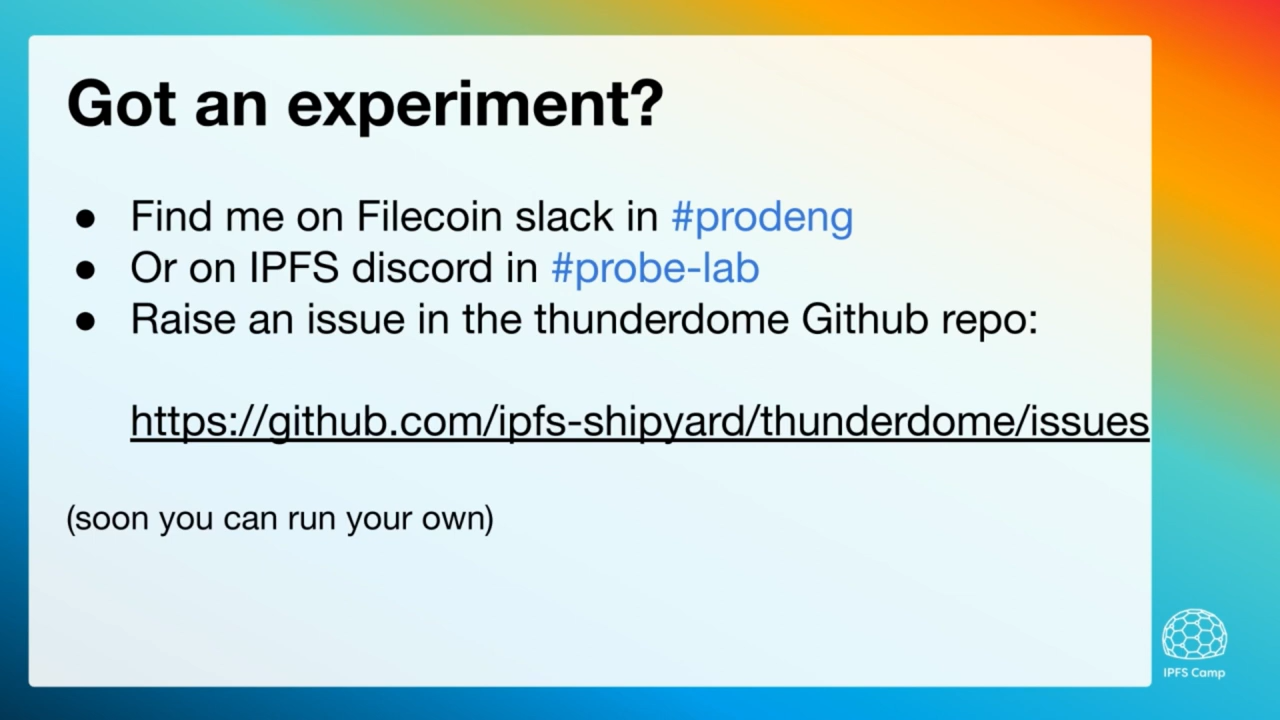 Got an experiment?
● Find me on Filecoin slack in #prodeng
● Or on IPFS discord in #probe-lab
● Raise an issue in the thunderdome Github repo:
https://github.com/ipfs-shipyard/thunderdome/issues
(soon you can run your own)
IPFS Camp